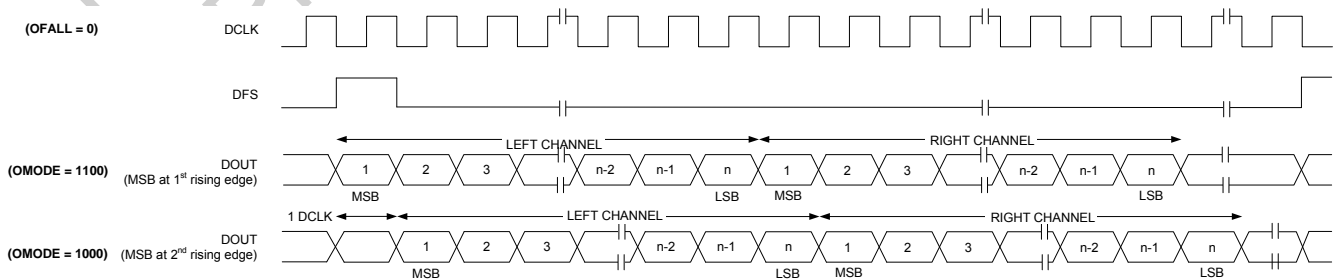 (OFALL = 0) DCLK
DFS
LEFT CHANNEL RIGHT CHANNEL
(OMODE = 1100) DOUT 1 2 3 n-2 n-1 n 1 2 3 n-2 n-1 n
(MSB at 1st rising edge)
MSB LSB MSB LSB
1 DCLK LEFT CHANNEL RIGHT CHANNEL
DOUT 1 2 3 n-2 n-1 n 1 2 3 n-2 n-1 n
(OMODE = 1000) (MSB at 2nd rising edge)
MSB LSB MSB LSB